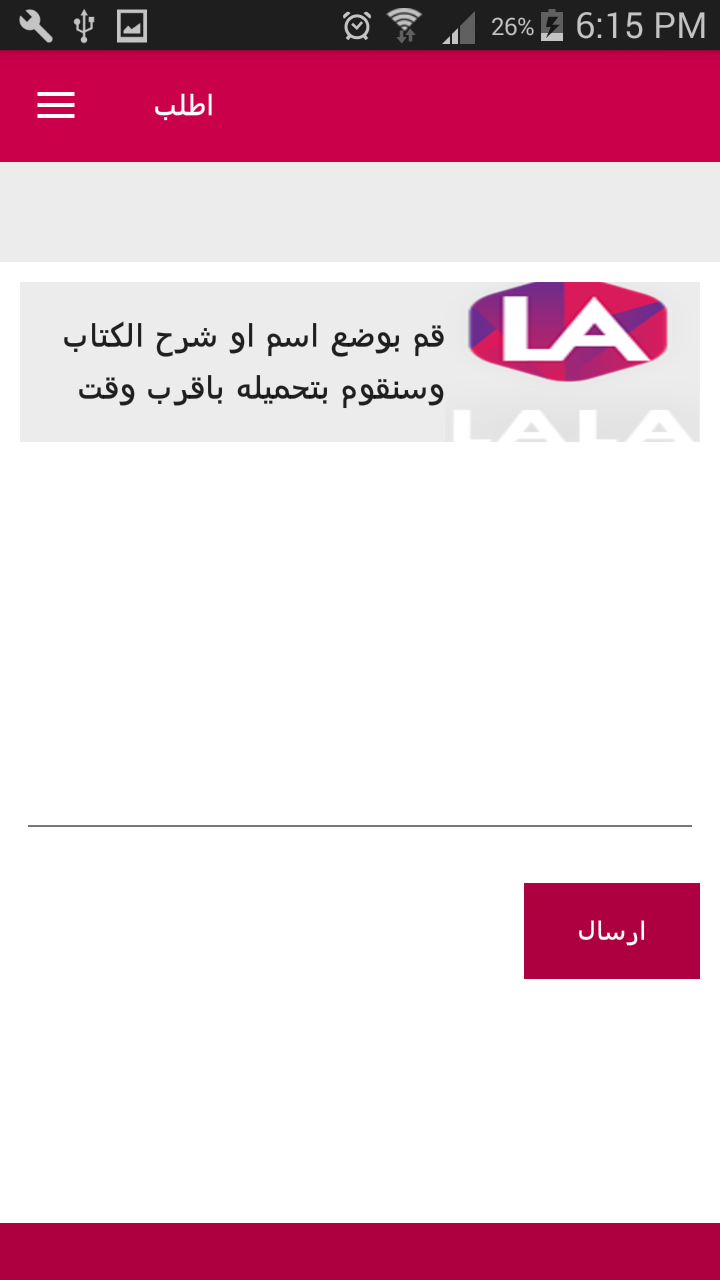 26% 6:15 PM
اطلب
LA
LALA
قم بوضع اسم او شرح الكتاب
وسنقوم بتحميله باقرب وقت
ارسال